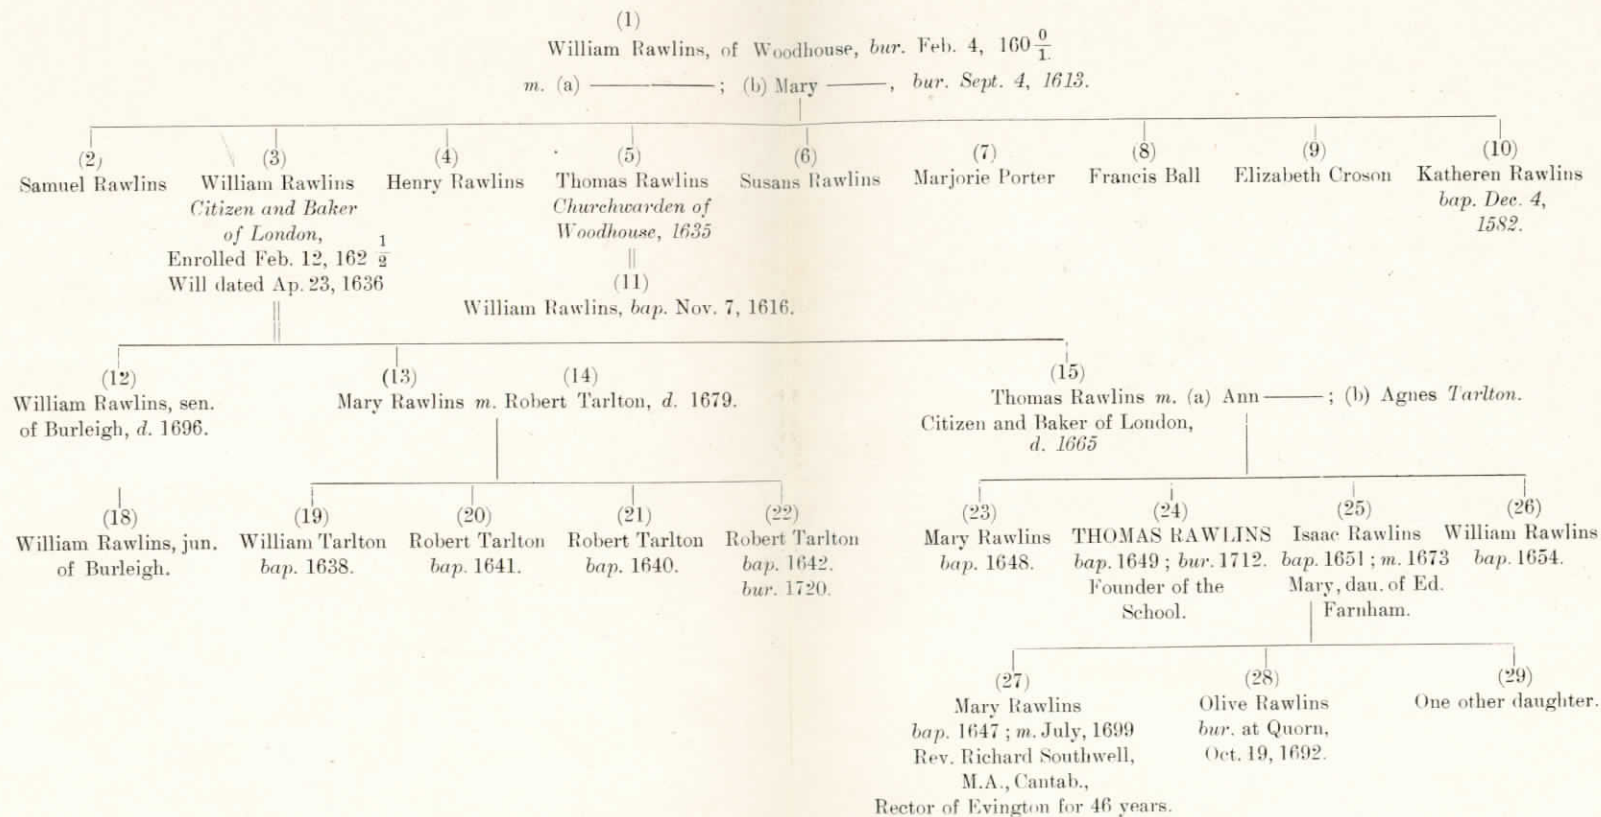 (1)
William Rawlins, of Woodhouse, bur. Feb. 4, 160 0/1.
m. (a) ———— ; (b) Mary ———, bur. Sept. 4, 1613.
(2)
Samuel Rawlins
(3)
William Rawlins
Citizen and Baker
of London,
Enrolled Feb. 12, 162 1/2
Will dated Ap. 23, 1636
(4)
Henry Rawlins
(5)
Thomas Rawlins
Churchwarden of
Woodhouse, 1635
(6)
Susans Rawlins
(7)
Marjorie Porter
(8)
Francis Ball
(9)
Elizabeth Croson
(10)
Katheren Rawlins
bap. Dec. 4,
1582.
(11)
William Rawlins, bap. Nov. 7, 1616.
(12)
William Rawlins, sen.
of Burleigh, d. 1696.
(13) (14)
Mary Rawlins m. Robert Tarlton, d. 1679.
(15)
Thomas Rawlins m. (a) Ann ——— ; (b) Agnes Tarlton.
Citizen and Baker of London,
d. 1665
(18)
William Rawlins, jun.
of Burleigh.
(19)
William Tarlton
bap. 1638.
(20)
Robert Tarlton
bap. 1641.
(21)
Robert Tarlton
bap. 1640.
(22)
Robert Tarlton
bap. 1642.
bur. 1720.
(23)
Mary Rawlins
bap. 1648.
(24)
THOMAS RAWLINS
bap. 1649 ; bur. 1712.
Founder of the
School.
(25)
Isaac Rawlins
bap. 1651 ; m. 1673
Mary, dau. of Ed.
Farnham.
(26)
William Rawlins
bap. 1654.
(27)
Mary Rawlins
bap. 1647 ; m. July, 1699
Rev. Richard Southwell,
M.A., Cantab.,
Rector of Evington for 46 years.
(28)
Olive Rawlins
bur. at Quorn,
Oct. 19, 1692.
(29)
One other daughter.